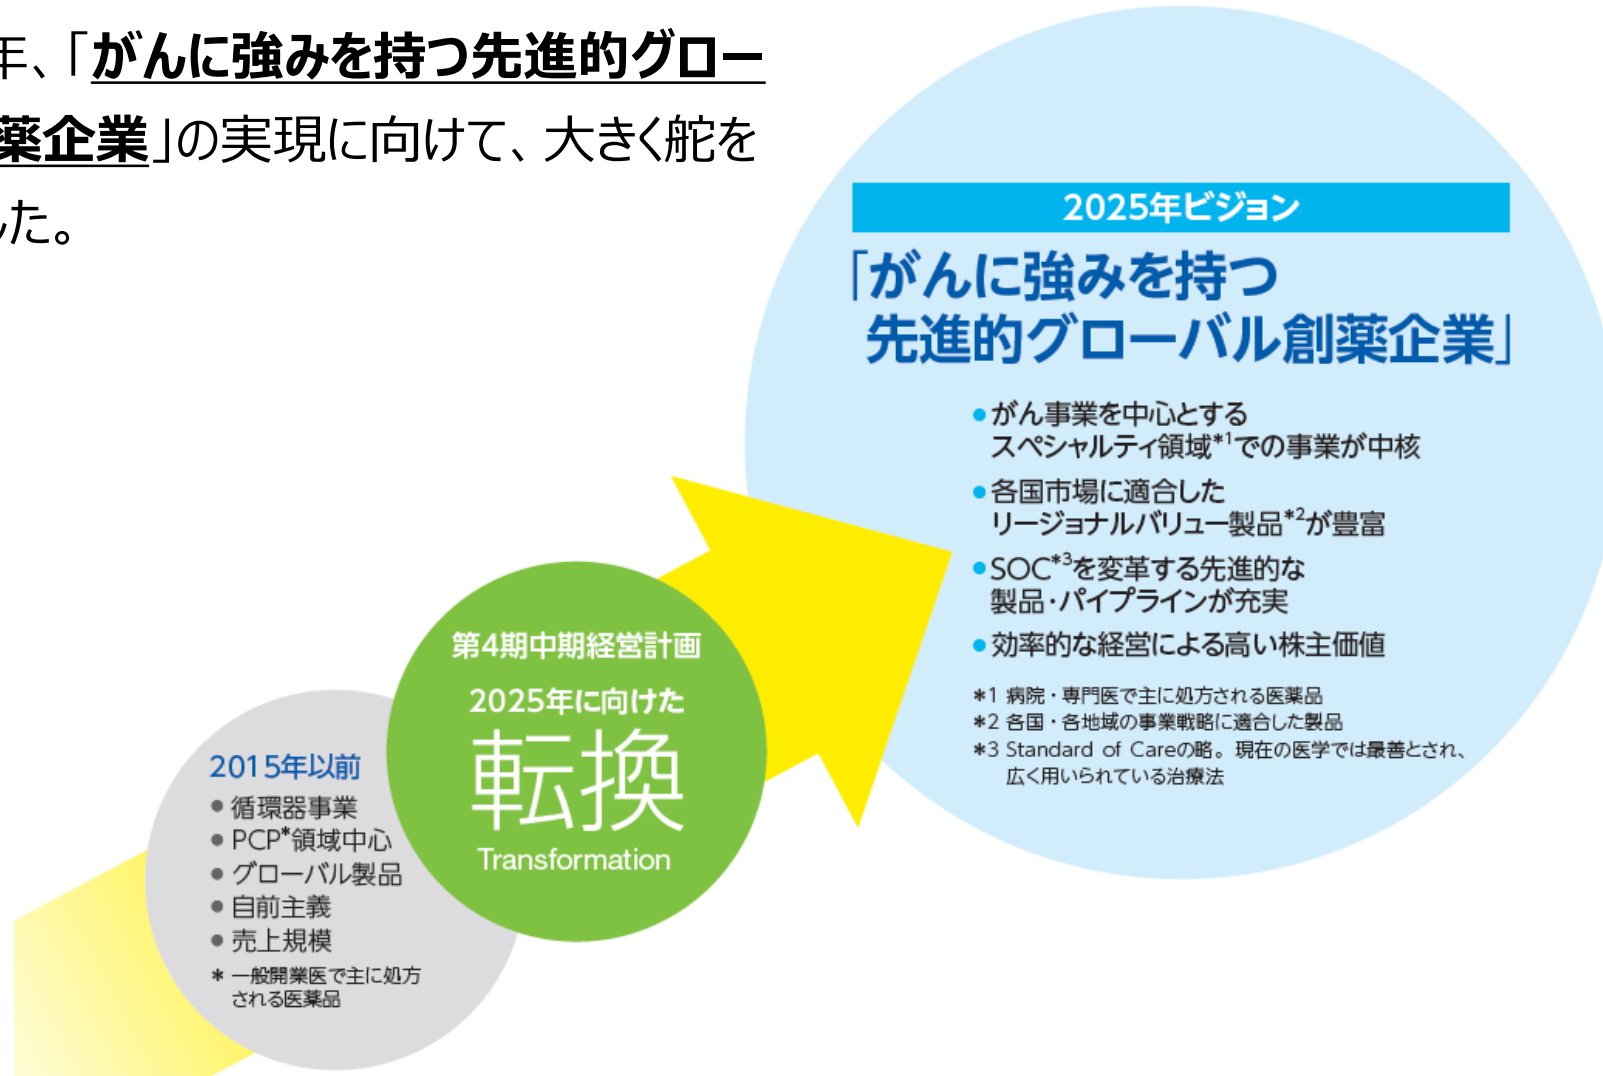 年、「がんに強みを持つ先進的グロー
薬企業」の実現に向けて、大きく舵を
した。
2025年ビジョン
「がんに強みを持つ
先進的グローバル創薬企業」
●がん事業を中心とする
スペシャルティ領域*1での事業が中核
●各国市場に適合した
リージョナルバリュー製品*2が豊富
●SOC*3を変革する先進的な
製品・パイプラインが充実
●効率的な経営による高い株主価値
*1 病院・専門医で主に処方される医薬品
*2 各国・各地域の事業戦略に適合した製品
*3 Standard of Careの略。現在の医学では最善とされ、
広く用いられている治療法
第4期中期経営計画
2025年に向けた
転換
Transformation
2015年以前
●循環器事業
●PCP*領域中心
●グローバル製品
●自前主義
●売上規模
* 一般開業医で主に処方
される医薬品